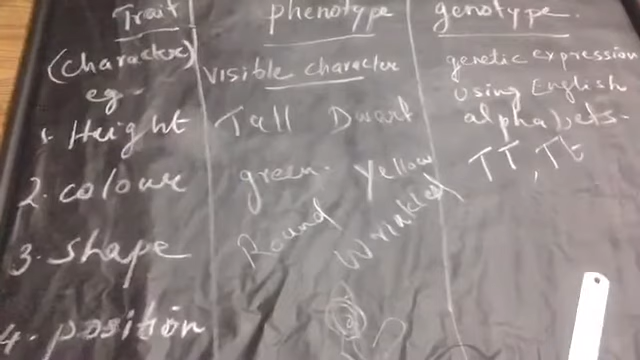 Trait phenotype genotype.
(character) visible character genetic expression
eg- using English
alphabets-
1. Height Tall Dwarf TT, Tt
2. colour green. Yellow
3. shape Round Wrinkled
4. position